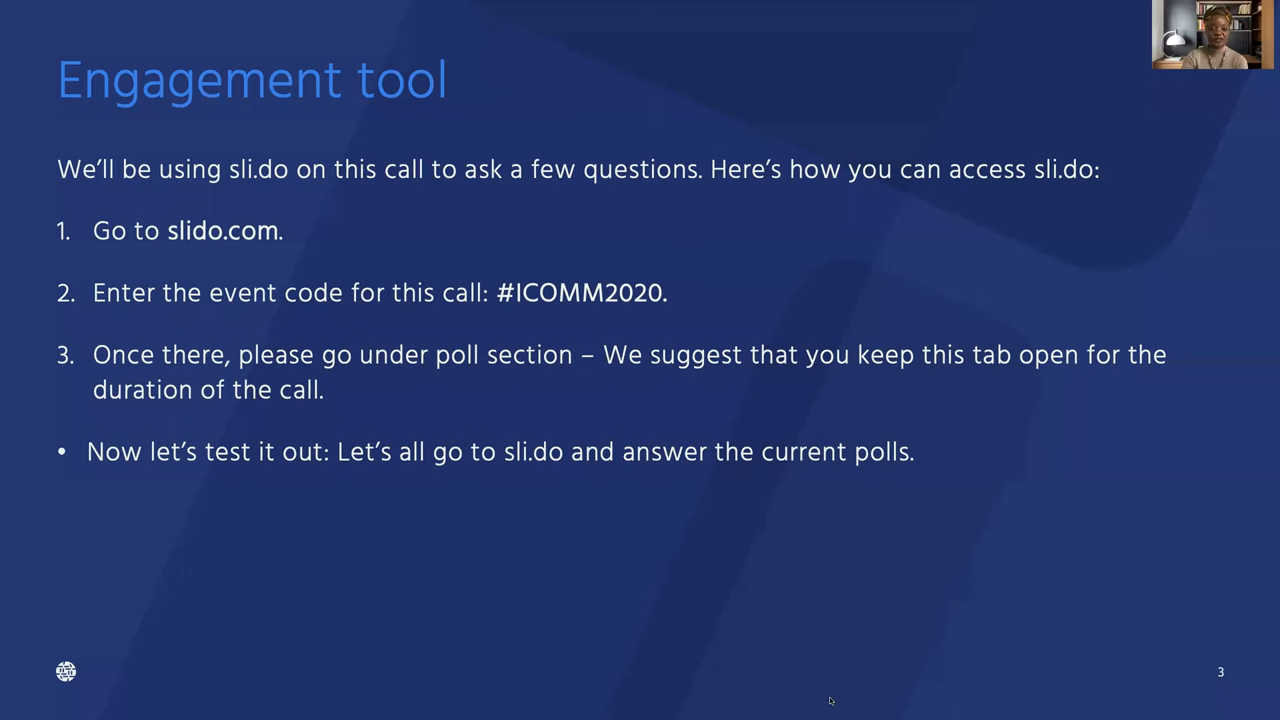 Engagement tool
We’ll be using sli.do on this call to ask a few questions. Here’s how you can access sli.do:
1. Go to slido.com.
2. Enter the event code for this call: #ICOMM2020.
3. Once there, please go under poll section – We suggest that you keep this tab open for the
duration of the call.
• Now let’s test it out: Let’s all go to sli.do and answer the current polls.
3